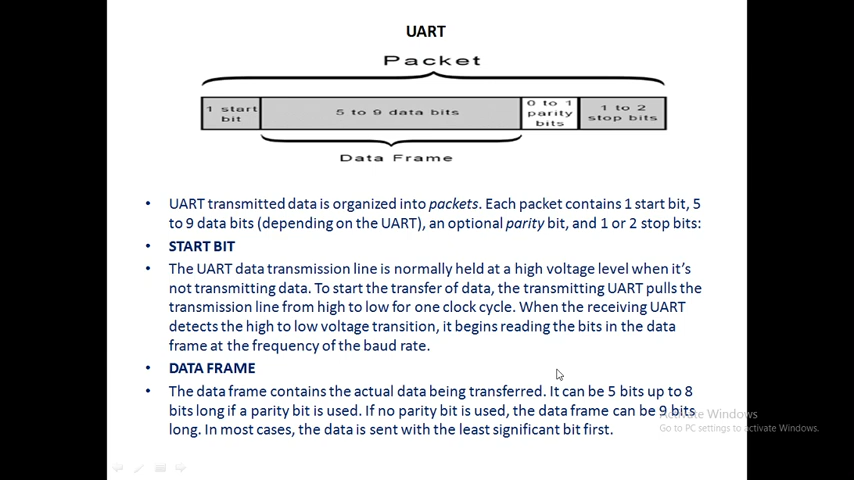 UART
Packet
1 start
bit
5 to 9 data bits
0 to 1
parity
bits
1 to 2
stop bits
Data Frame
• UART transmitted data is organized into packets. Each packet contains 1 start bit, 5
to 9 data bits (depending on the UART), an optional parity bit, and 1 or 2 stop bits:
• START BIT
• The UART data transmission line is normally held at a high voltage level when it's
not transmitting data. To start the transfer of data, the transmitting UART pulls the
transmission line from high to low for one clock cycle. When the receiving UART
detects the high to low voltage transition, it begins reading the bits in the data
frame at the frequency of the baud rate.
• DATA FRAME
• The data frame contains the actual data being transferred. It can be 5 bits up to 8
bits long if a parity bit is used. If no parity bit is used, the data frame can be 9 bits
long. In most cases, the data is sent with the least significant bit first.
Activate Windows
Go to PC settings to activate Windows.